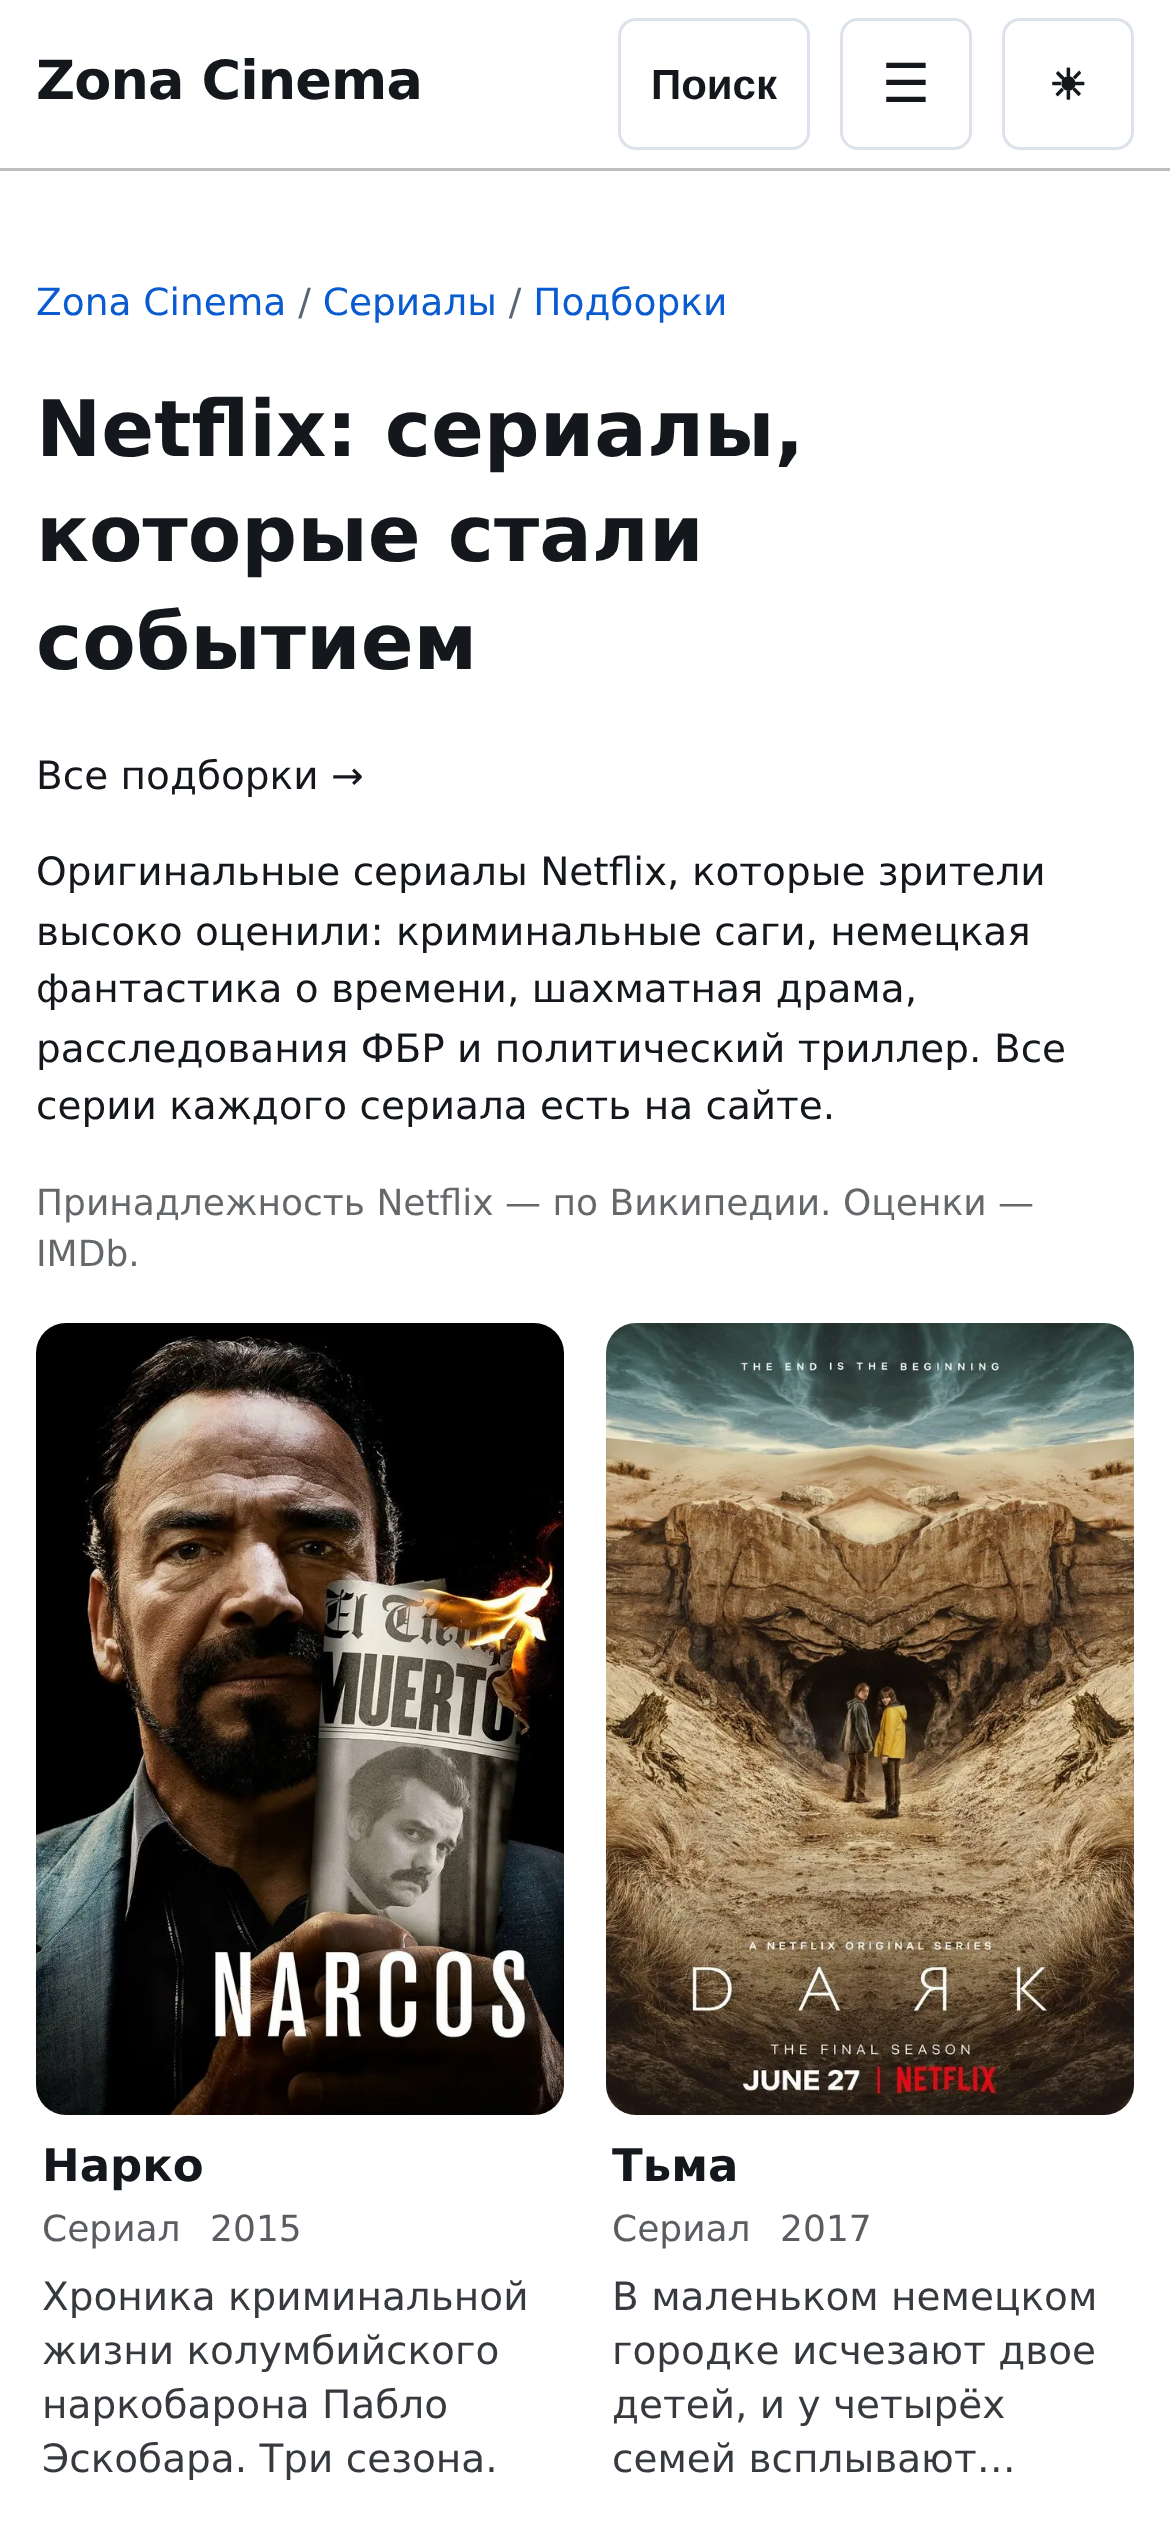 Zona Cinema
Поиск
Zona Cinema / Сериалы / Подборки
Netflix: сериалы,
которые стали
событием
Все подборки →
Оригинальные сериалы Netflix, которые зрители
высоко оценили: криминальные саги, немецкая
фантастика о времени, шахматная драма,
расследования ФБР и политический триллер. Все
серии каждого сериала есть на сайте.
Принадлежность Netflix — по Википедии. Оценки —
IMDb.
El
MUERTO
NARCOS
THE END IS THE BEGINNING
A NETFLIX ORIGINAL SERIES
DAЯK
THE FINAL SEASON
JUNE 27 | NETFLIX
Нарко
Сериал 2015
Хроника криминальной
жизни колумбийского
наркобарона Пабло
Эскобара. Три сезона.
Тьма
Сериал 2017
В маленьком немецком
городке исчезают двое
детей, и у четырёх
семей всплывают…